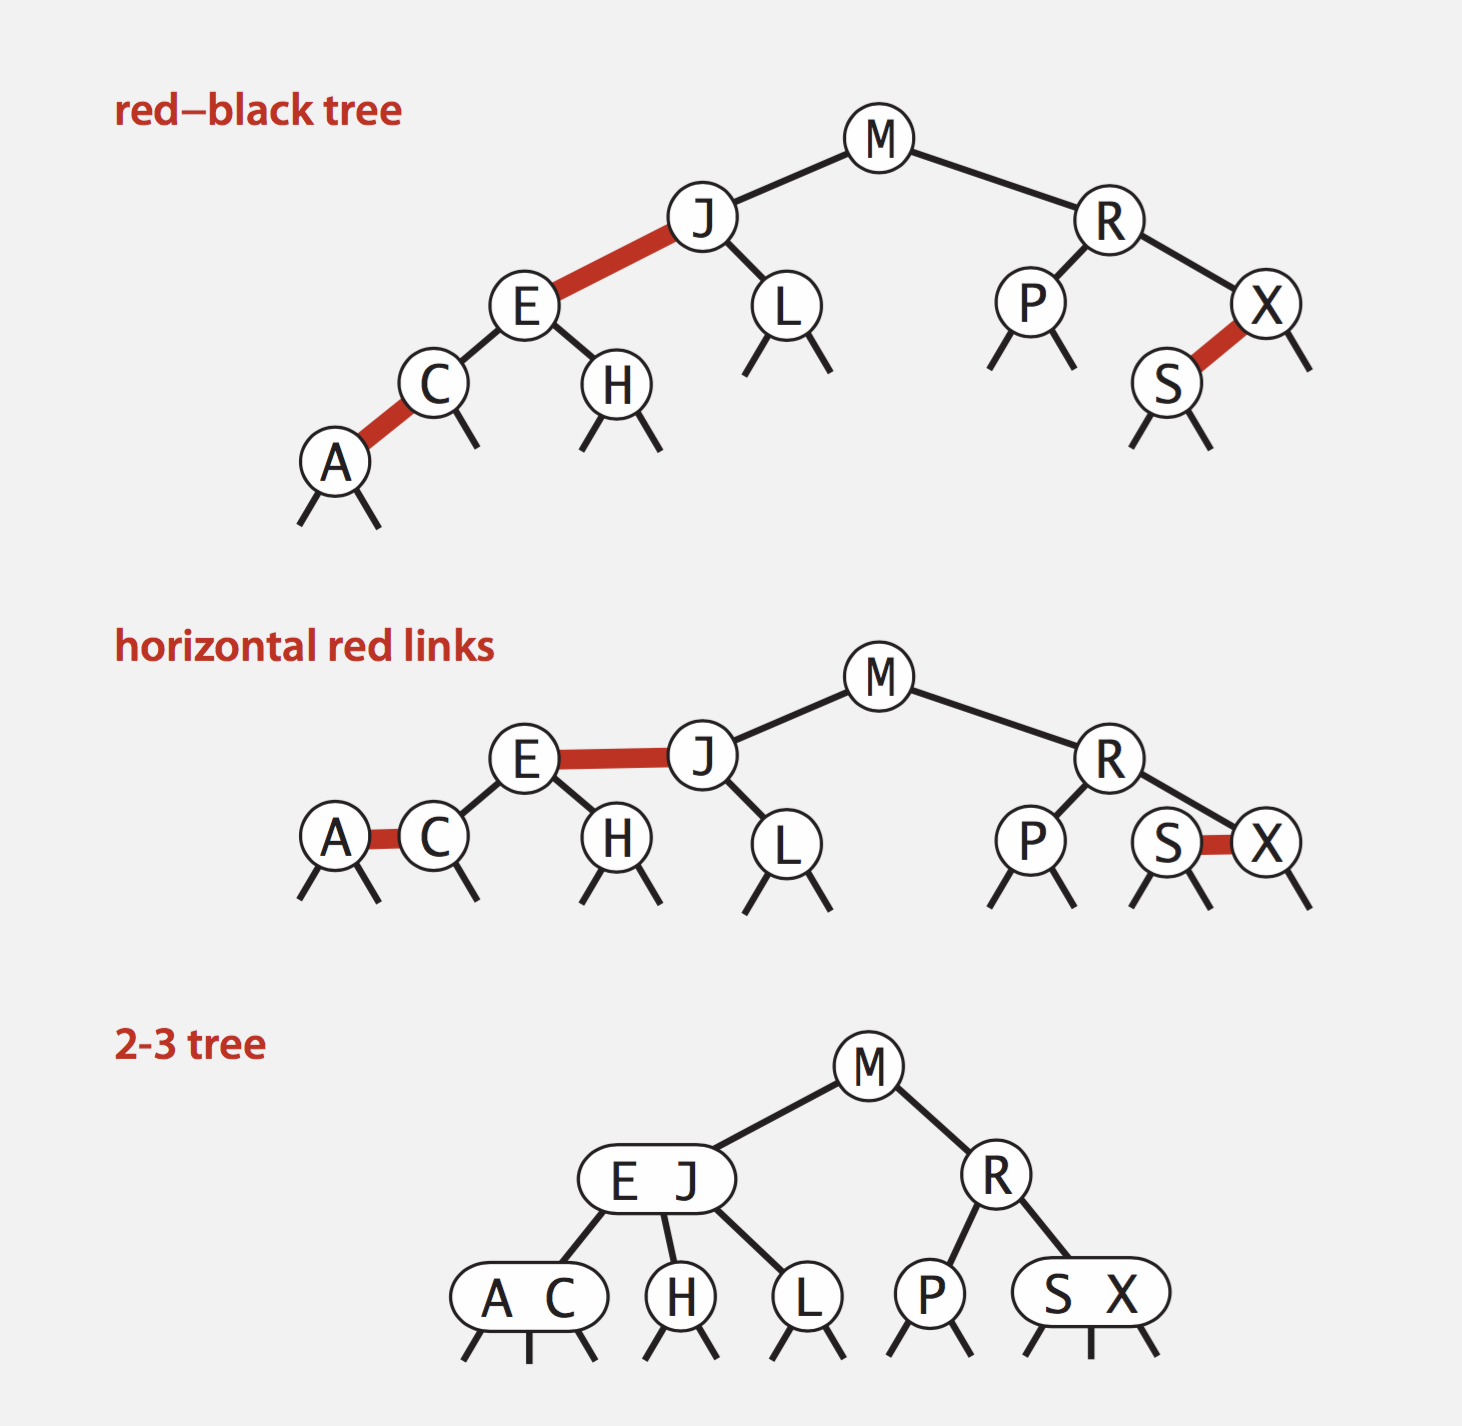 red–black tree
M
J R
E L P X
C H S
A
horizontal red links
M
E J R
A C H L P S X
2-3 tree
M
E J R
A C H L P S X